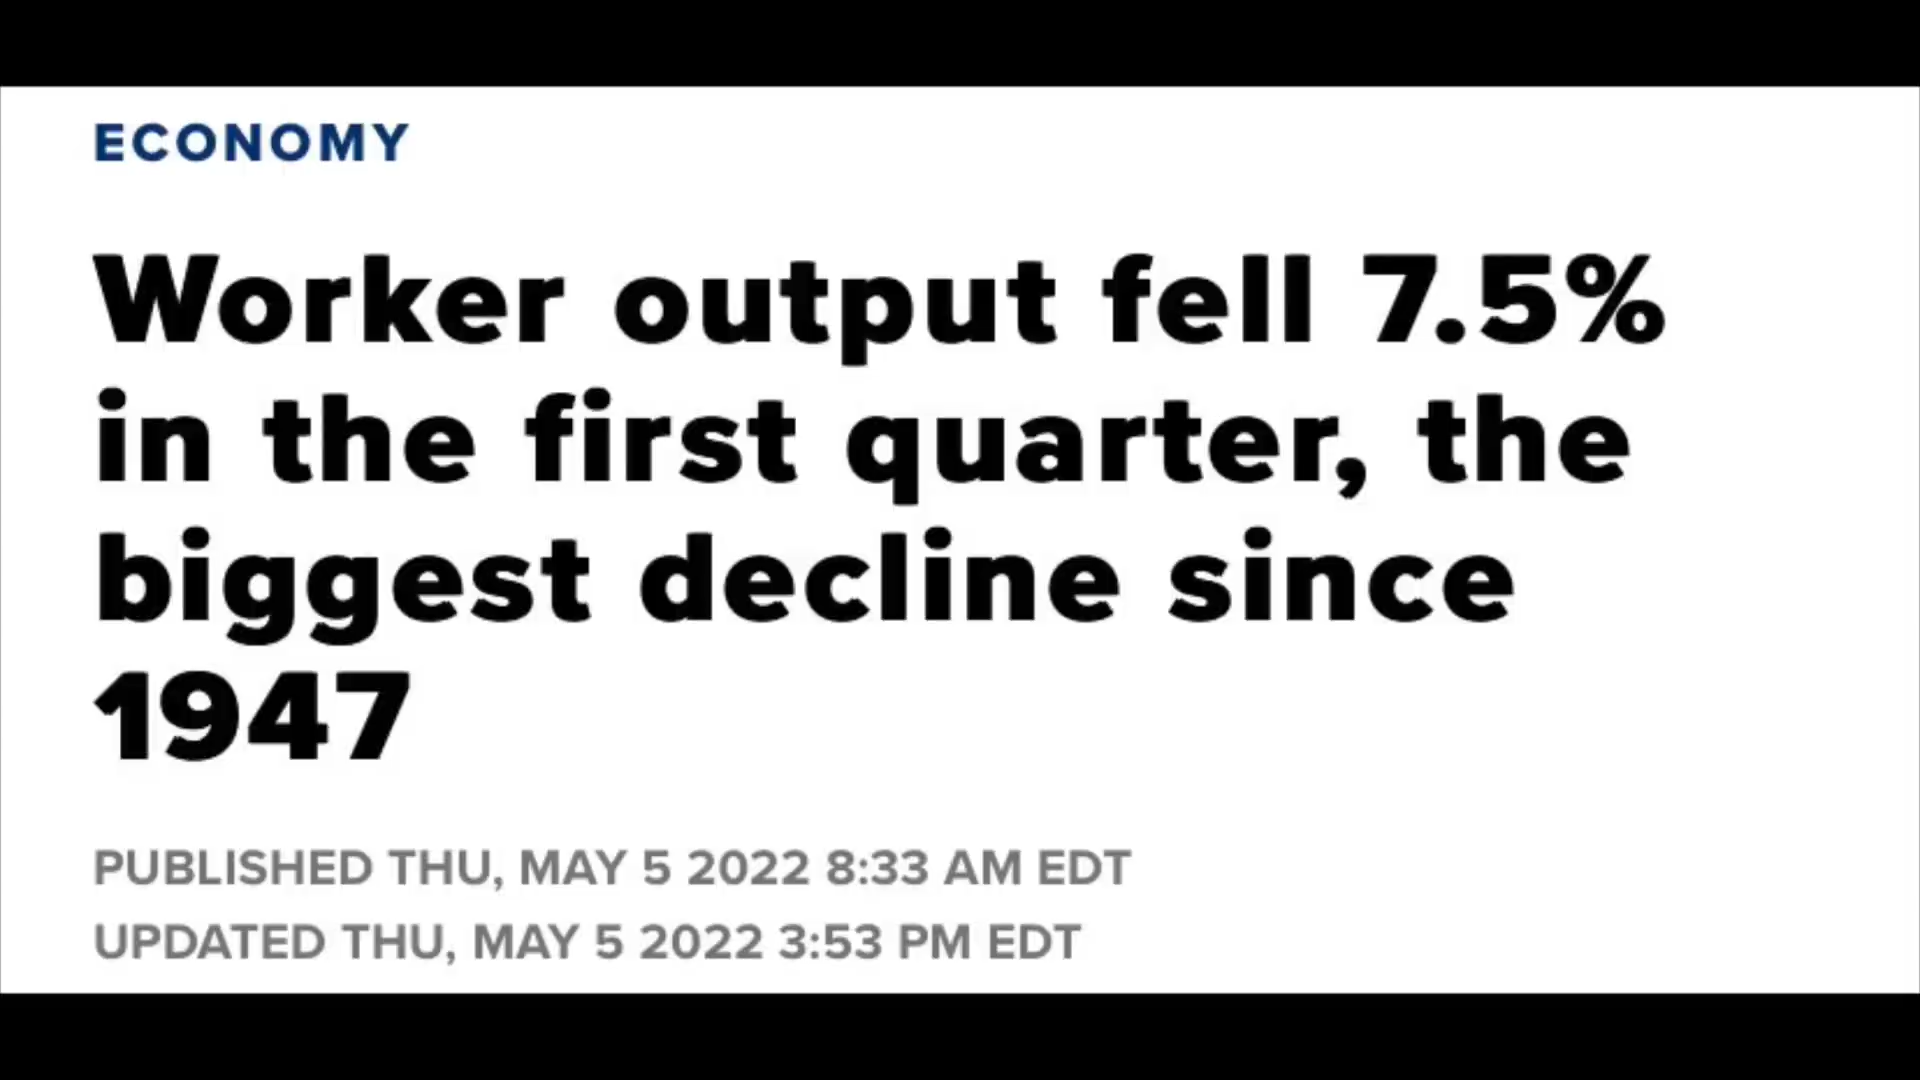 ECONOMY
Worker output fell 7.5%
in the first quarter, the
biggest decline since
1947
PUBLISHED THU, MAY 5 2022 8:33 AM EDT
UPDATED THU, MAY 5 2022 3:53 PM EDT